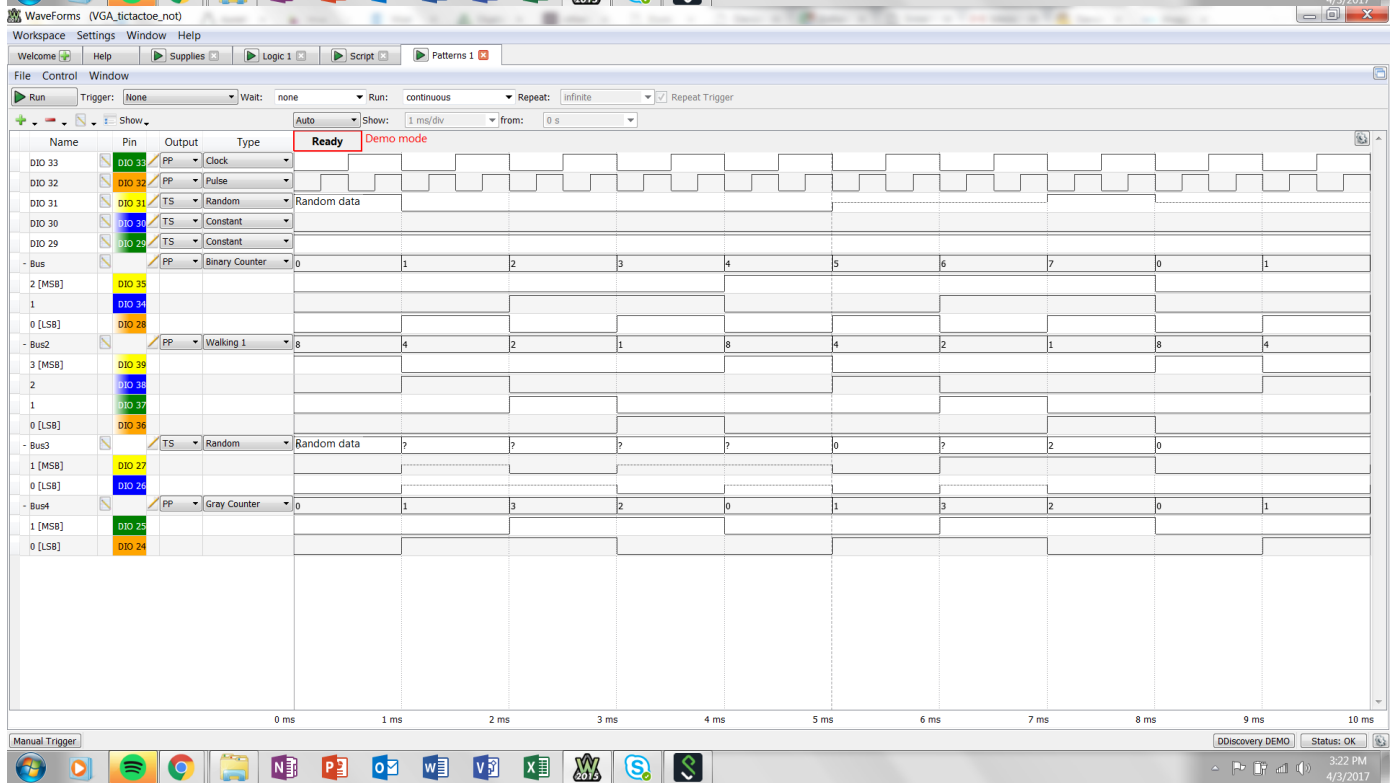 2015
4/3/2017
WaveForms (VGA_tictactoe_not)
Workspace Settings Window Help
Welcome Help Supplies Logic 1 Script Patterns 1
File Control Window
Run Trigger: None Wait: none Run: continuous Repeat: infinite Repeat Trigger
Show Auto Show: 1 ms/div from: 0 s
Name Pin Output Type Ready Demo mode
DIO 33 DIO 33 PP Clock
DIO 32 DIO 32 PP Pulse
DIO 31 DIO 31 TS Random Random data
DIO 30 DIO 30 TS Constant
DIO 29 DIO 29 TS Constant
- Bus PP Binary Counter 0 1 2 3 4 5 6 7 0 1
2 [MSB] DIO 35
1 DIO 34
0 [LSB] DIO 28
- Bus2 PP Walking 1 8 4 2 1 8 4 2 1 8 4
3 [MSB] DIO 39
2 DIO 38
1 DIO 37
0 [LSB] DIO 36
- Bus3 TS Random Random data ? ? ? ? 0 ? 2 0
1 [MSB] DIO 27
0 [LSB] DIO 26
- Bus4 PP Gray Counter 0 1 3 2 0 1 3 2 0 1
1 [MSB] DIO 25
0 [LSB] DIO 24
0 ms 1 ms 2 ms 3 ms 4 ms 5 ms 6 ms 7 ms 8 ms 9 ms 10 ms
Manual Trigger DDiscovery DEMO Status: OK
2015
3:22 PM
4/3/2017